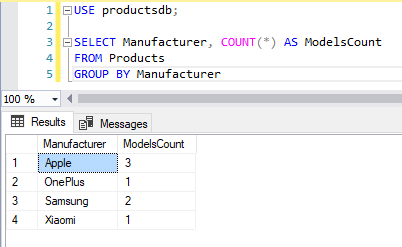 1 USE productsdb;
2
3 SELECT Manufacturer, COUNT(*) AS ModelsCount
4 FROM Products
5 GROUP BY Manufacturer
100 %
Results Messages
Manufacturer ModelsCount
1 Apple 3
2 OnePlus 1
3 Samsung 2
4 Xiaomi 1